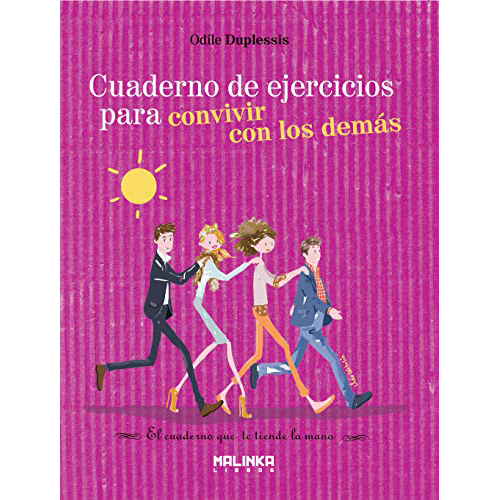 Odile Duplessis
Cuaderno de ejercicios
para convivir
con los demás
El cuaderno que te tiende la mano
MALINKA
LIBROS